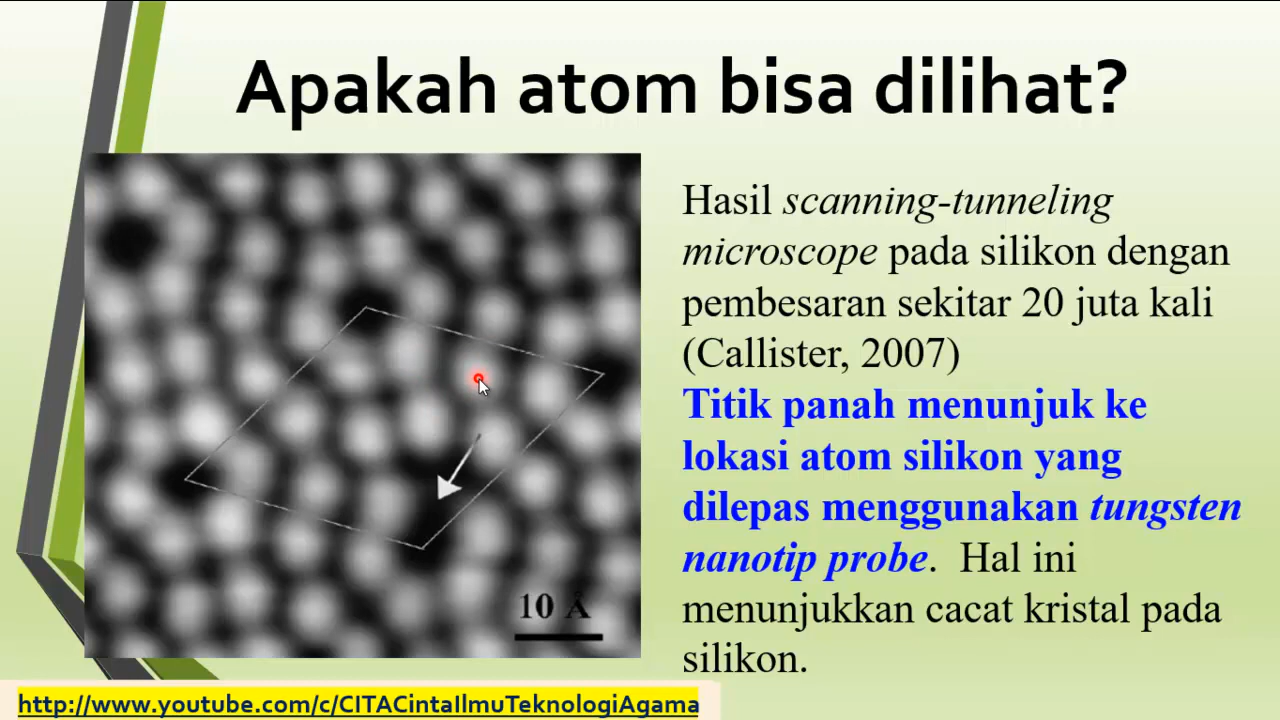 Apakah atom bisa dilihat?
Hasil scanning-tunneling
microscope pada silikon dengan
pembesaran sekitar 20 juta kali
(Callister, 2007)
Titik panah menunjuk ke
lokasi atom silikon yang
dilepas menggunakan tungsten
nanotip probe. Hal ini
menunjukkan cacat kristal pada
silikon.
10 Å
http://www.youtube.com/c/CITACintaIlmuTeknologiAgama